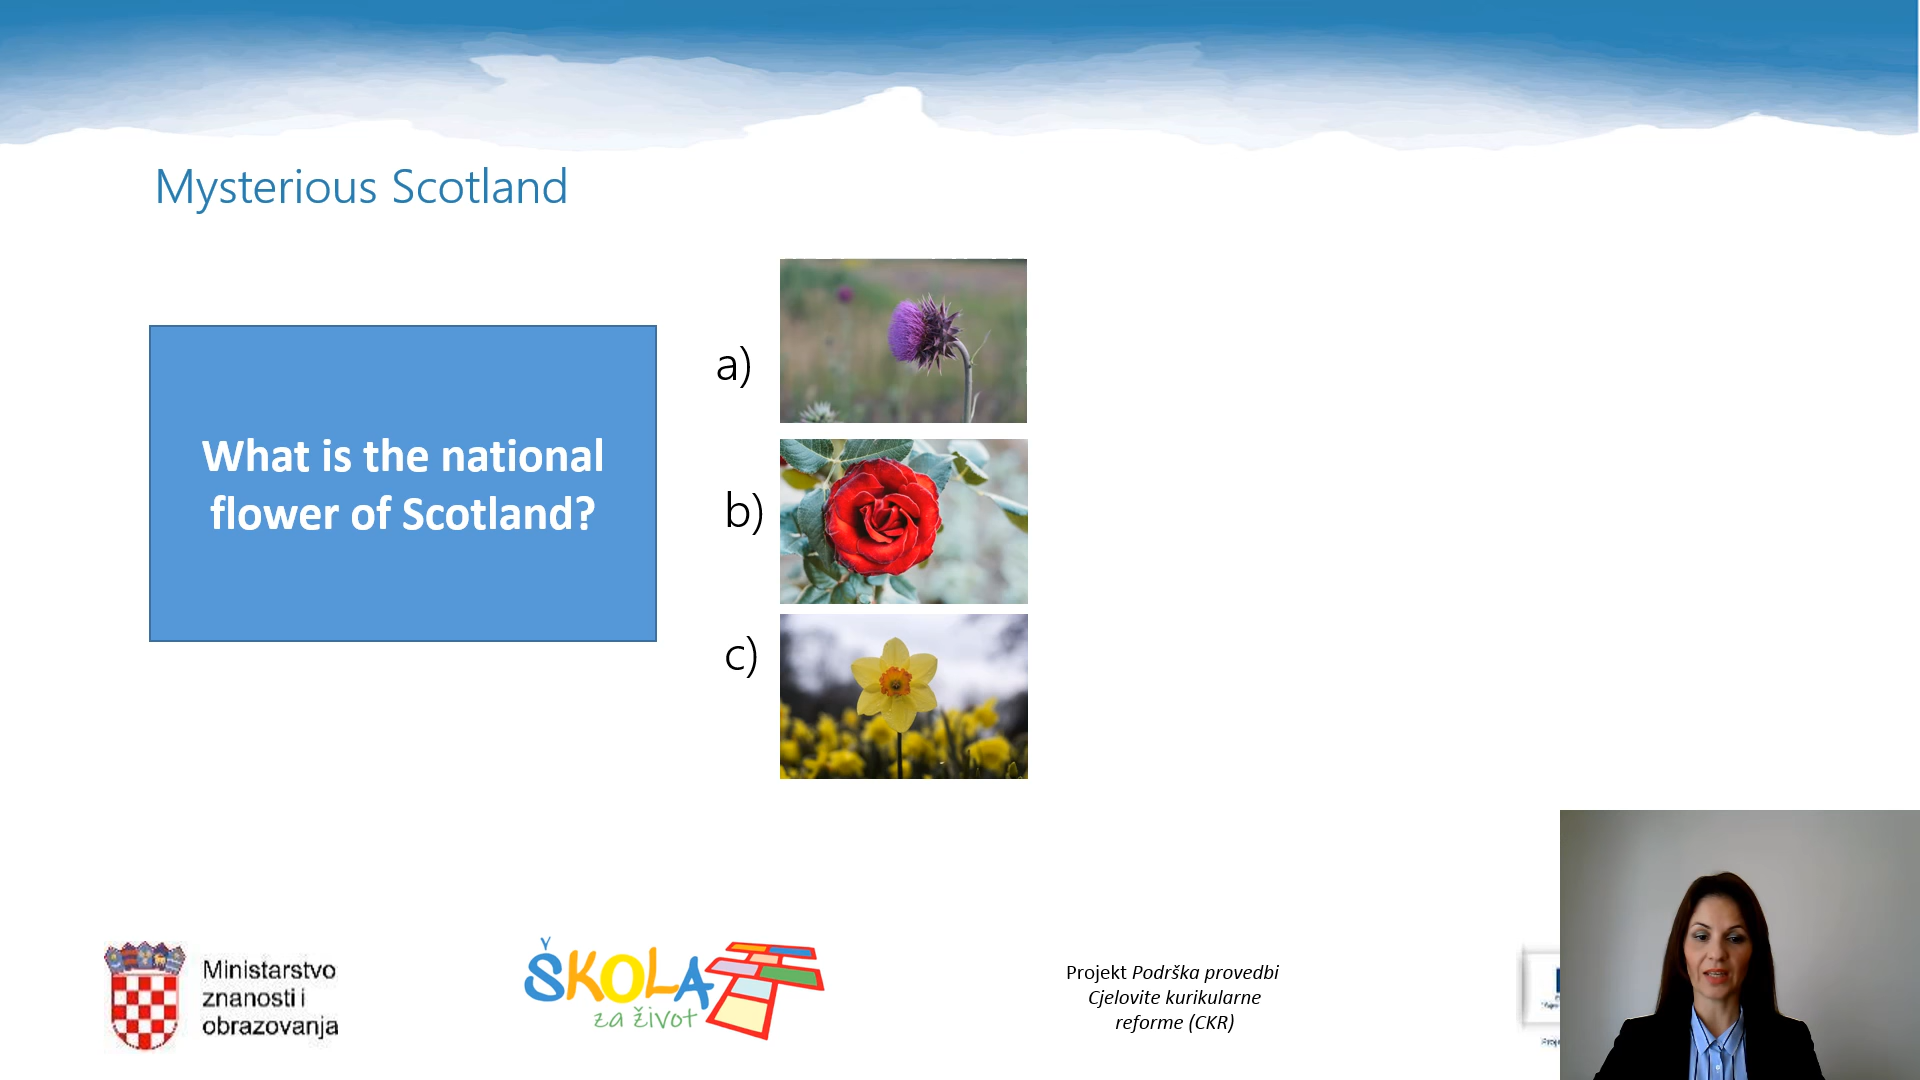 Mysterious Scotland
What is the national
flower of Scotland?
a)
b)
c)
Ministarstvo
znanosti i
obrazovanja
ŠKOLA
za život
Projekt Podrška provedbi
Cjelovite kurikularne
reforme (CKR)